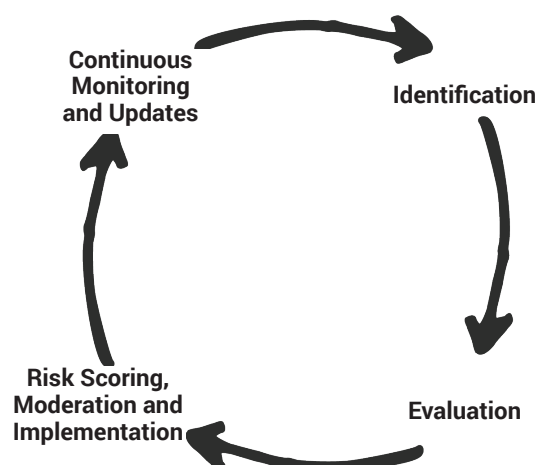 Continuous
Monitoring
and Updates
Identification
Evaluation
Risk Scoring,
Moderation and
Implementation